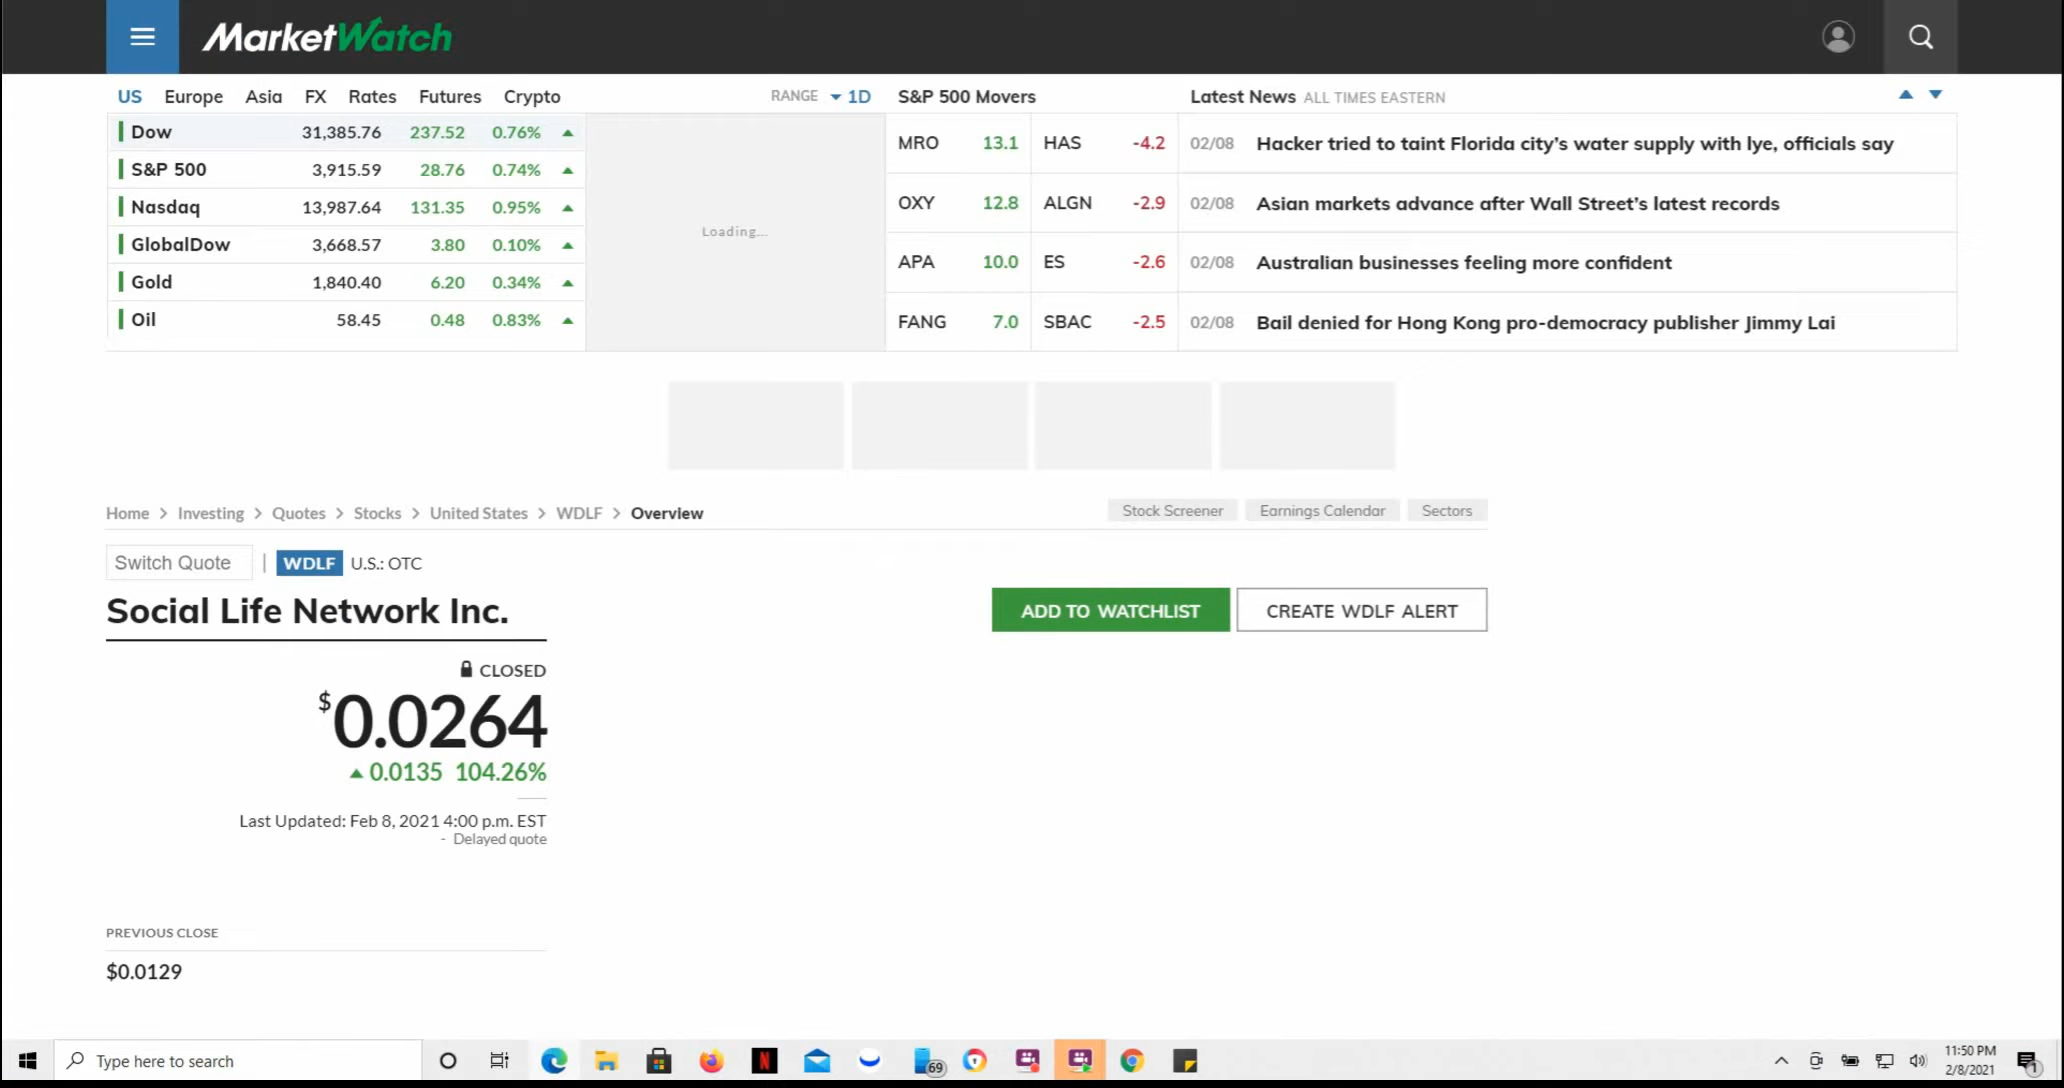 MarketWatch
US Europe Asia FX Rates Futures Crypto
RANGE 1D
Dow 31,385.76 237.52 0.76%
S&P 500 3,915.59 28.76 0.74%
Nasdaq 13,987.64 131.35 0.95%
GlobalDow 3,668.57 3.80 0.10%
Gold 1,840.40 6.20 0.34%
Oil 58.45 0.48 0.83%
Loading...
S&P 500 Movers
MRO 13.1 HAS -4.2
OXY 12.8 ALGN -2.9
APA 10.0 ES -2.6
FANG 7.0 SBAC -2.5
Latest News ALL TIMES EASTERN
02/08 Hacker tried to taint Florida city’s water supply with lye, officials say
02/08 Asian markets advance after Wall Street’s latest records
02/08 Australian businesses feeling more confident
02/08 Bail denied for Hong Kong pro-democracy publisher Jimmy Lai
Home > Investing > Quotes > Stocks > United States > WDLF > Overview
Stock Screener Earnings Calendar Sectors
Switch Quote | WDLF U.S.: OTC
Social Life Network Inc.
ADD TO WATCHLIST CREATE WDLF ALERT
CLOSED
$0.0264
0.0135 104.26%
Last Updated: Feb 8, 2021 4:00 p.m. EST
- Delayed quote
PREVIOUS CLOSE
$0.0129
Type here to search
69
N
11:50 PM
2/8/2021
1